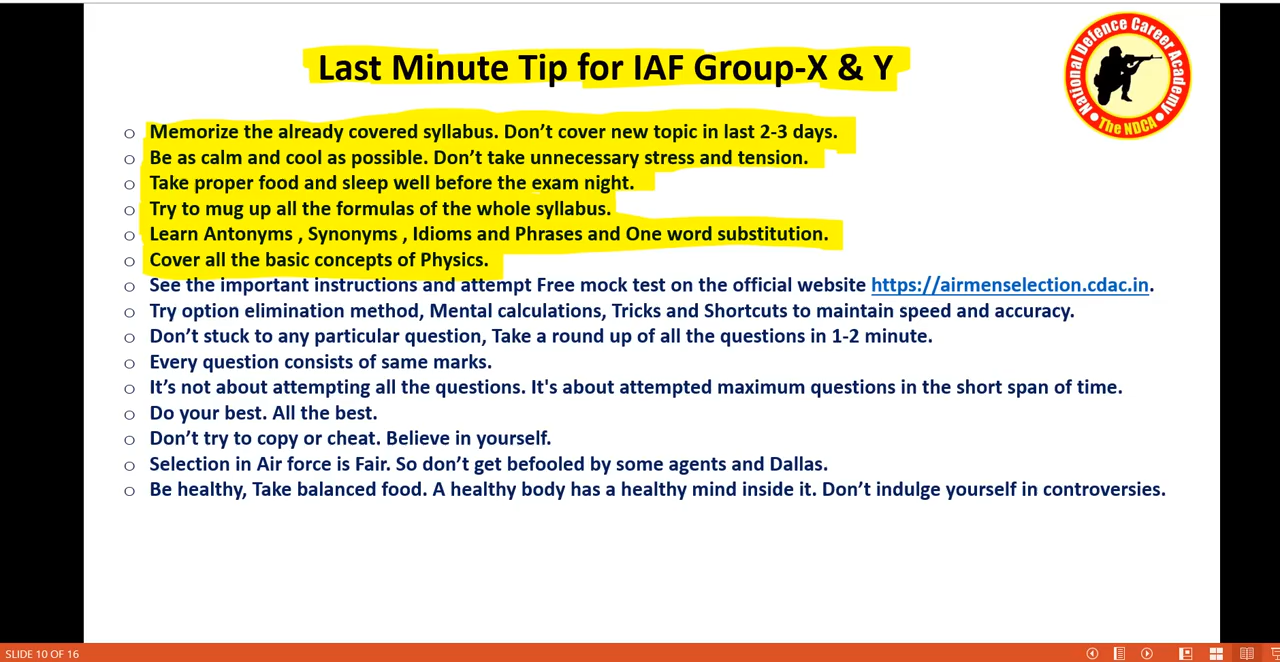 Last Minute Tip for IAF Group-X & Y
National Defence Career Academy
The NDCA
o Memorize the already covered syllabus. Don't cover new topic in last 2-3 days.
o Be as calm and cool as possible. Don't take unnecessary stress and tension.
o Take proper food and sleep well before the exam night.
o Try to mug up all the formulas of the whole syllabus.
o Learn Antonyms , Synonyms , Idioms and Phrases and One word substitution.
o Cover all the basic concepts of Physics.
o See the important instructions and attempt Free mock test on the official website https://airmenselection.cdac.in.
o Try option elimination method, Mental calculations, Tricks and Shortcuts to maintain speed and accuracy.
o Don't stuck to any particular question, Take a round up of all the questions in 1-2 minute.
o Every question consists of same marks.
o It's not about attempting all the questions. It's about attempted maximum questions in the short span of time.
o Do your best. All the best.
o Don't try to copy or cheat. Believe in yourself.
o Selection in Air force is Fair. So don't get befooled by some agents and Dallas.
o Be healthy, Take balanced food. A healthy body has a healthy mind inside it. Don't indulge yourself in controversies.
SLIDE 10 OF 16